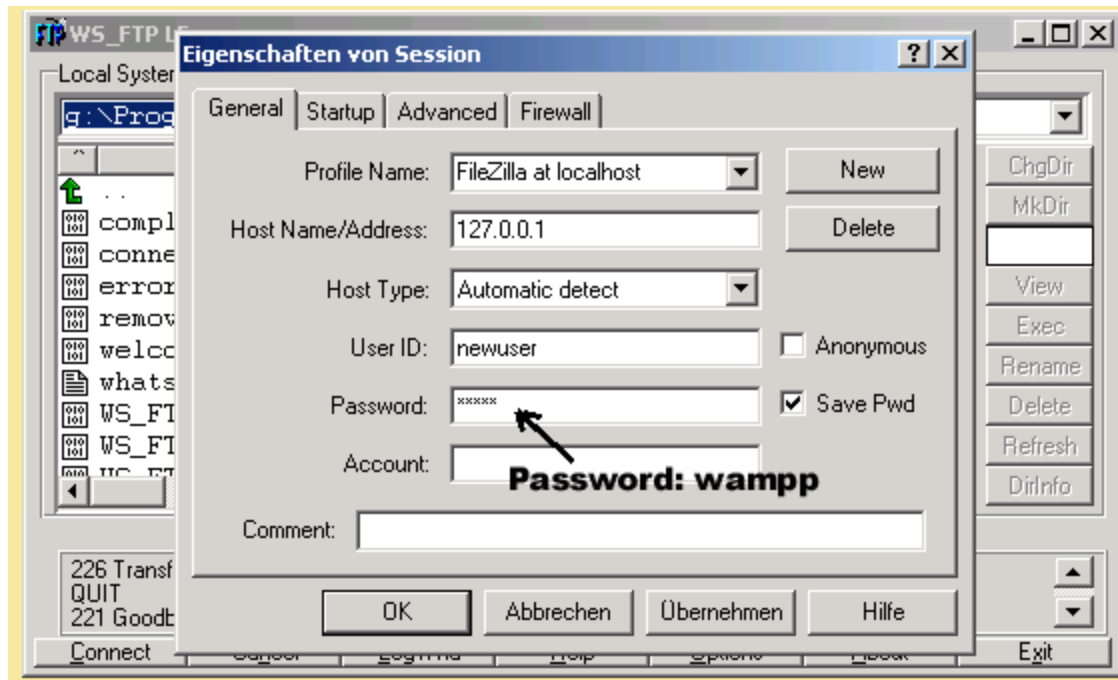 WS_FTP LE
Eigenschaften von Session
Local System
g:\Prog
General Startup Advanced Firewall
Profile Name: FileZilla at localhost New
ChgDir
..
MkDir
compl
Host Name/Address: 127.0.0.1 Delete
conne
error
Host Type: Automatic detect
View
remov
Exec
welco
User ID: newuser Anonymous
Rename
whats
Password: ***** Save Pwd
Delete
WS_FT
WS_FT
Refresh
Account:
Password: wampp
DirInfo
Comment:
226 Transf
QUIT
221 Goodb
OK Abbrechen Übernehmen Hilfe
Connect Exit